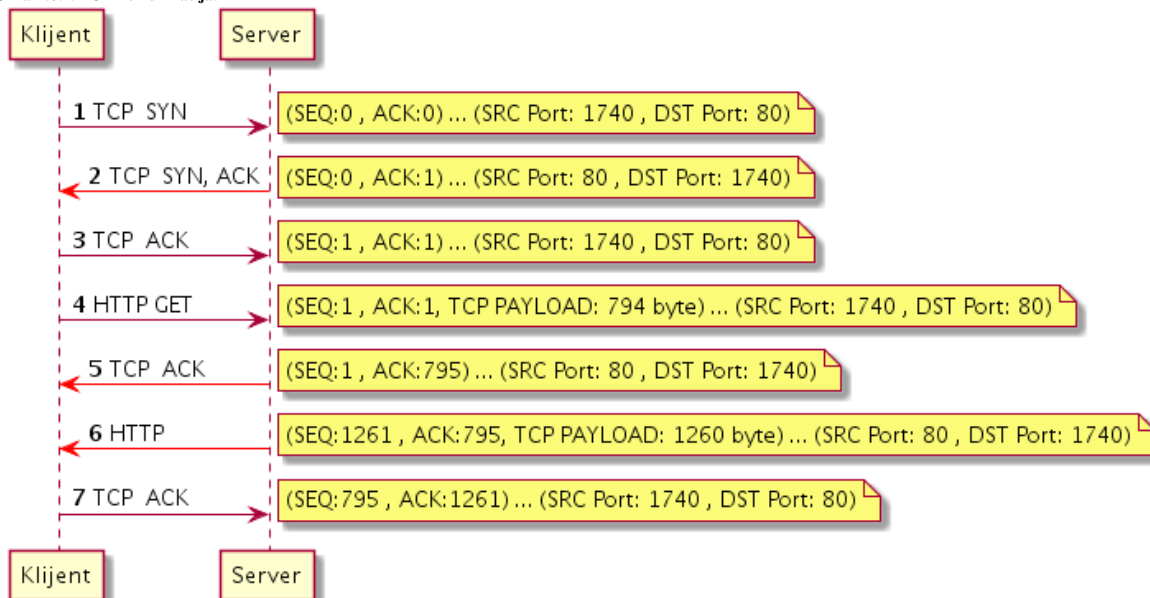 Klijent
Server
1 TCP SYN
(SEQ:0 , ACK:0) ... (SRC Port: 1740 , DST Port: 80)
2 TCP SYN, ACK
(SEQ:0 , ACK:1) ... (SRC Port: 80 , DST Port: 1740)
3 TCP ACK
(SEQ:1 , ACK:1) ... (SRC Port: 1740 , DST Port: 80)
4 HTTP GET
(SEQ:1 , ACK:1, TCP PAYLOAD: 794 byte) ... (SRC Port: 1740 , DST Port: 80)
5 TCP ACK
(SEQ:1 , ACK:795) ... (SRC Port: 80 , DST Port: 1740)
6 HTTP
(SEQ:1261 , ACK:795, TCP PAYLOAD: 1260 byte) ... (SRC Port: 80 , DST Port: 1740)
7 TCP ACK
(SEQ:795 , ACK:1261) ... (SRC Port: 1740 , DST Port: 80)
Klijent
Server